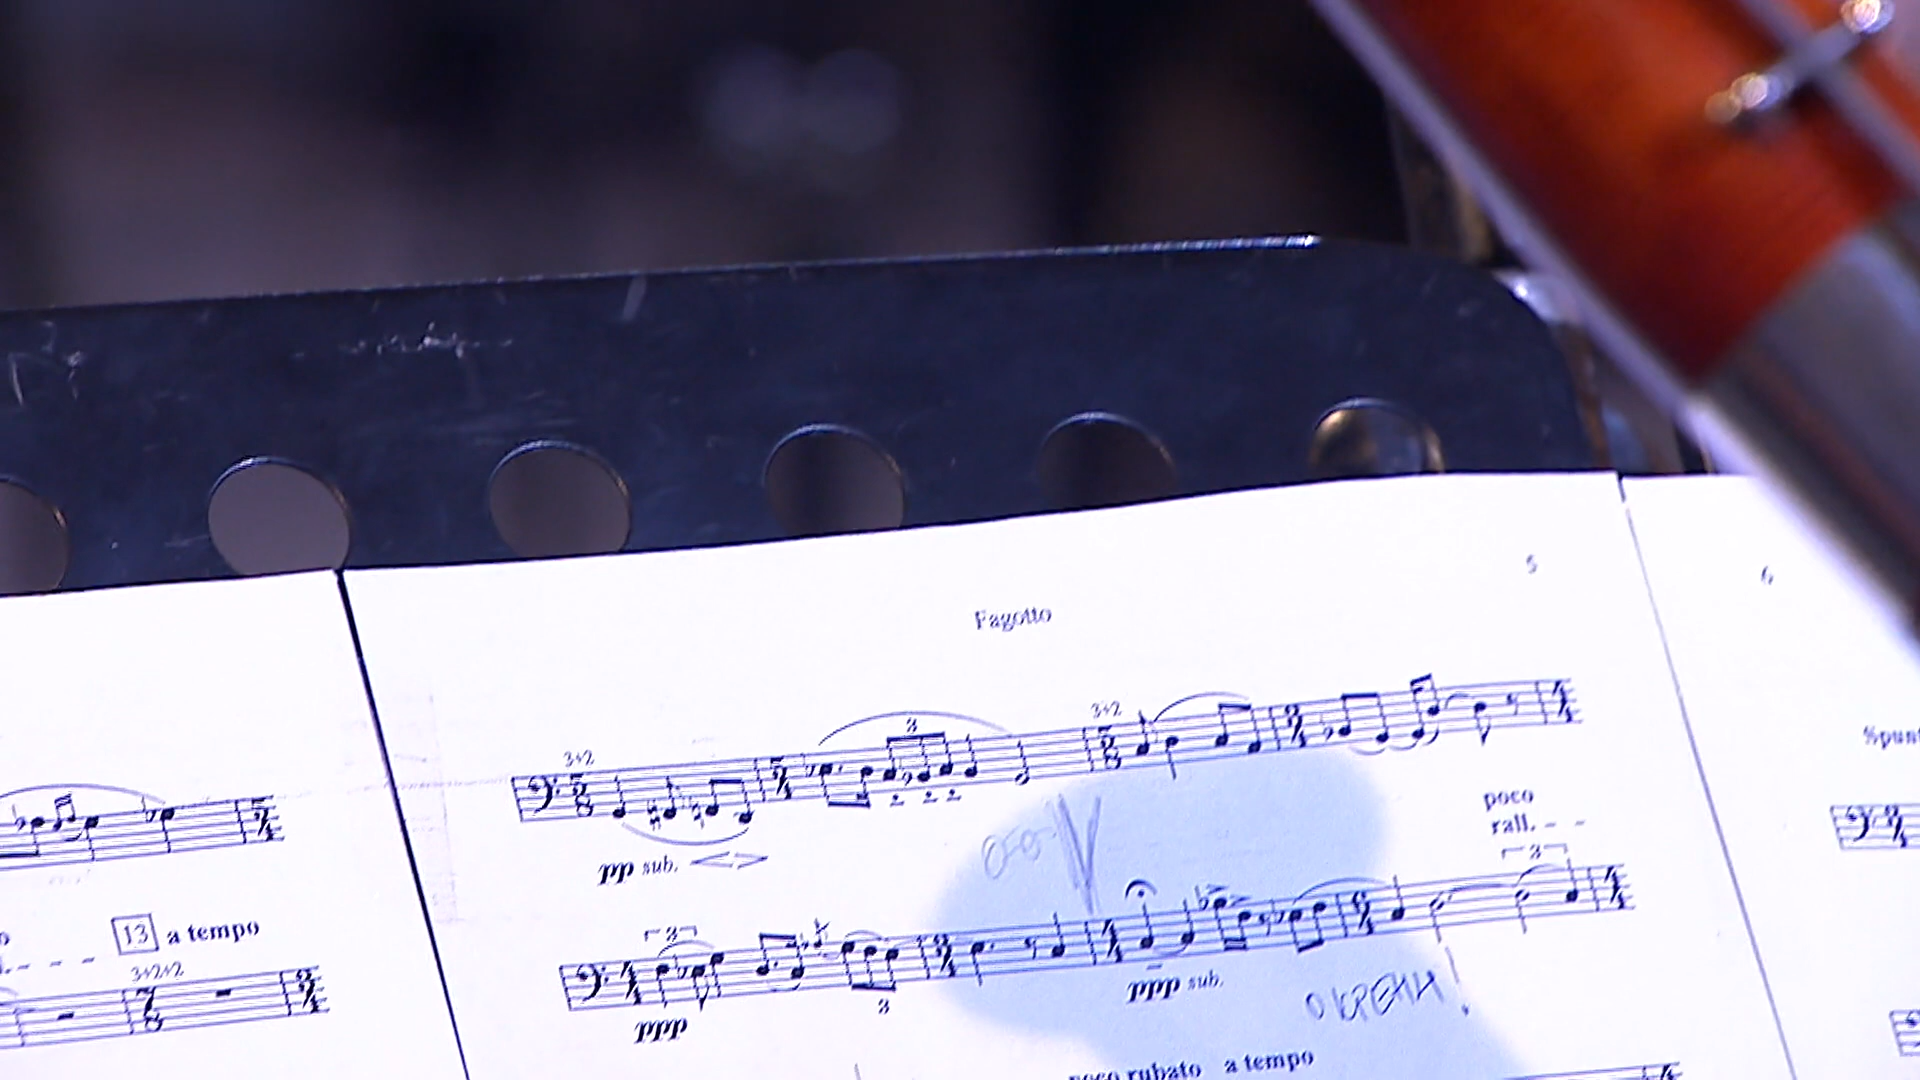 5
6
Fagotto
3+2
3+2
3
pp sub.
poco
rall. - -
3
13 a tempo
3+2+2
3
3
ppp
ppp sub.
OKRENI!
poco rubato a tempo